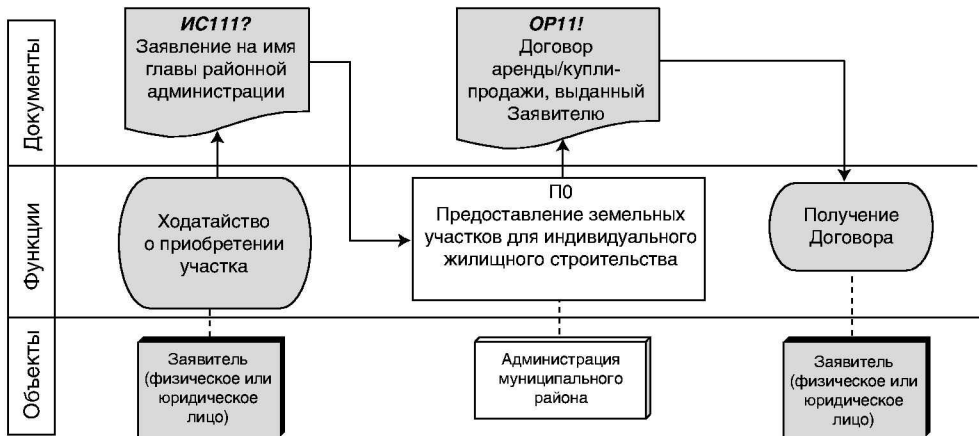 Документы
ИС111?
Заявление на имя
главы районной
администрации
ОР11!
Договор
аренды/купли-
продажи, выданный
Заявителю
Функции
Ходатайство
о приобретении
участка
П0
Предоставление земельных
участков для индивидуального
жилищного строительства
Получение
Договора
Объекты
Заявитель
(физическое или
юридическое
лицо)
Администрация
муниципального
района
Заявитель
(физическое или
юридическое
лицо)